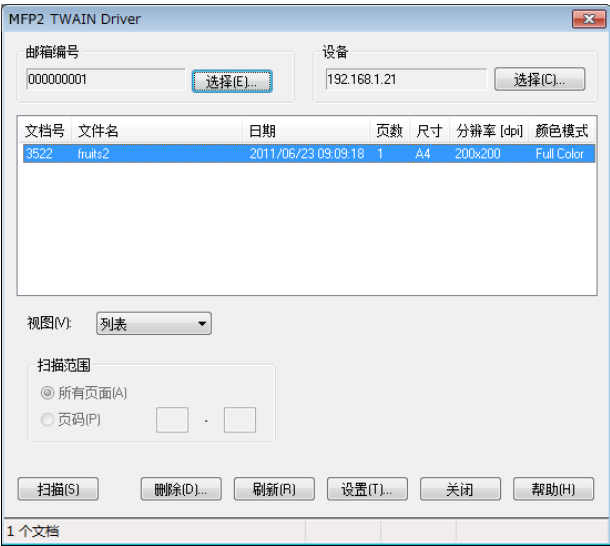 MFP2 TWAIN Driver
邮箱编号
设备
000000001
选择(E)...
192.168.1.21
选择(C)...
文档号 文件名 日期 页数 尺寸 分辨率 [dpi] 颜色模式
3522 fruits2 2011/06/23 09:09:18 1 A4 200x200 Full Color
视图(V): 列表
扫描范围
所有页面(A)
页码(P) -
扫描(S) 删除(D)... 刷新(R) 设置(T)... 关闭 帮助(H)
1 个文档